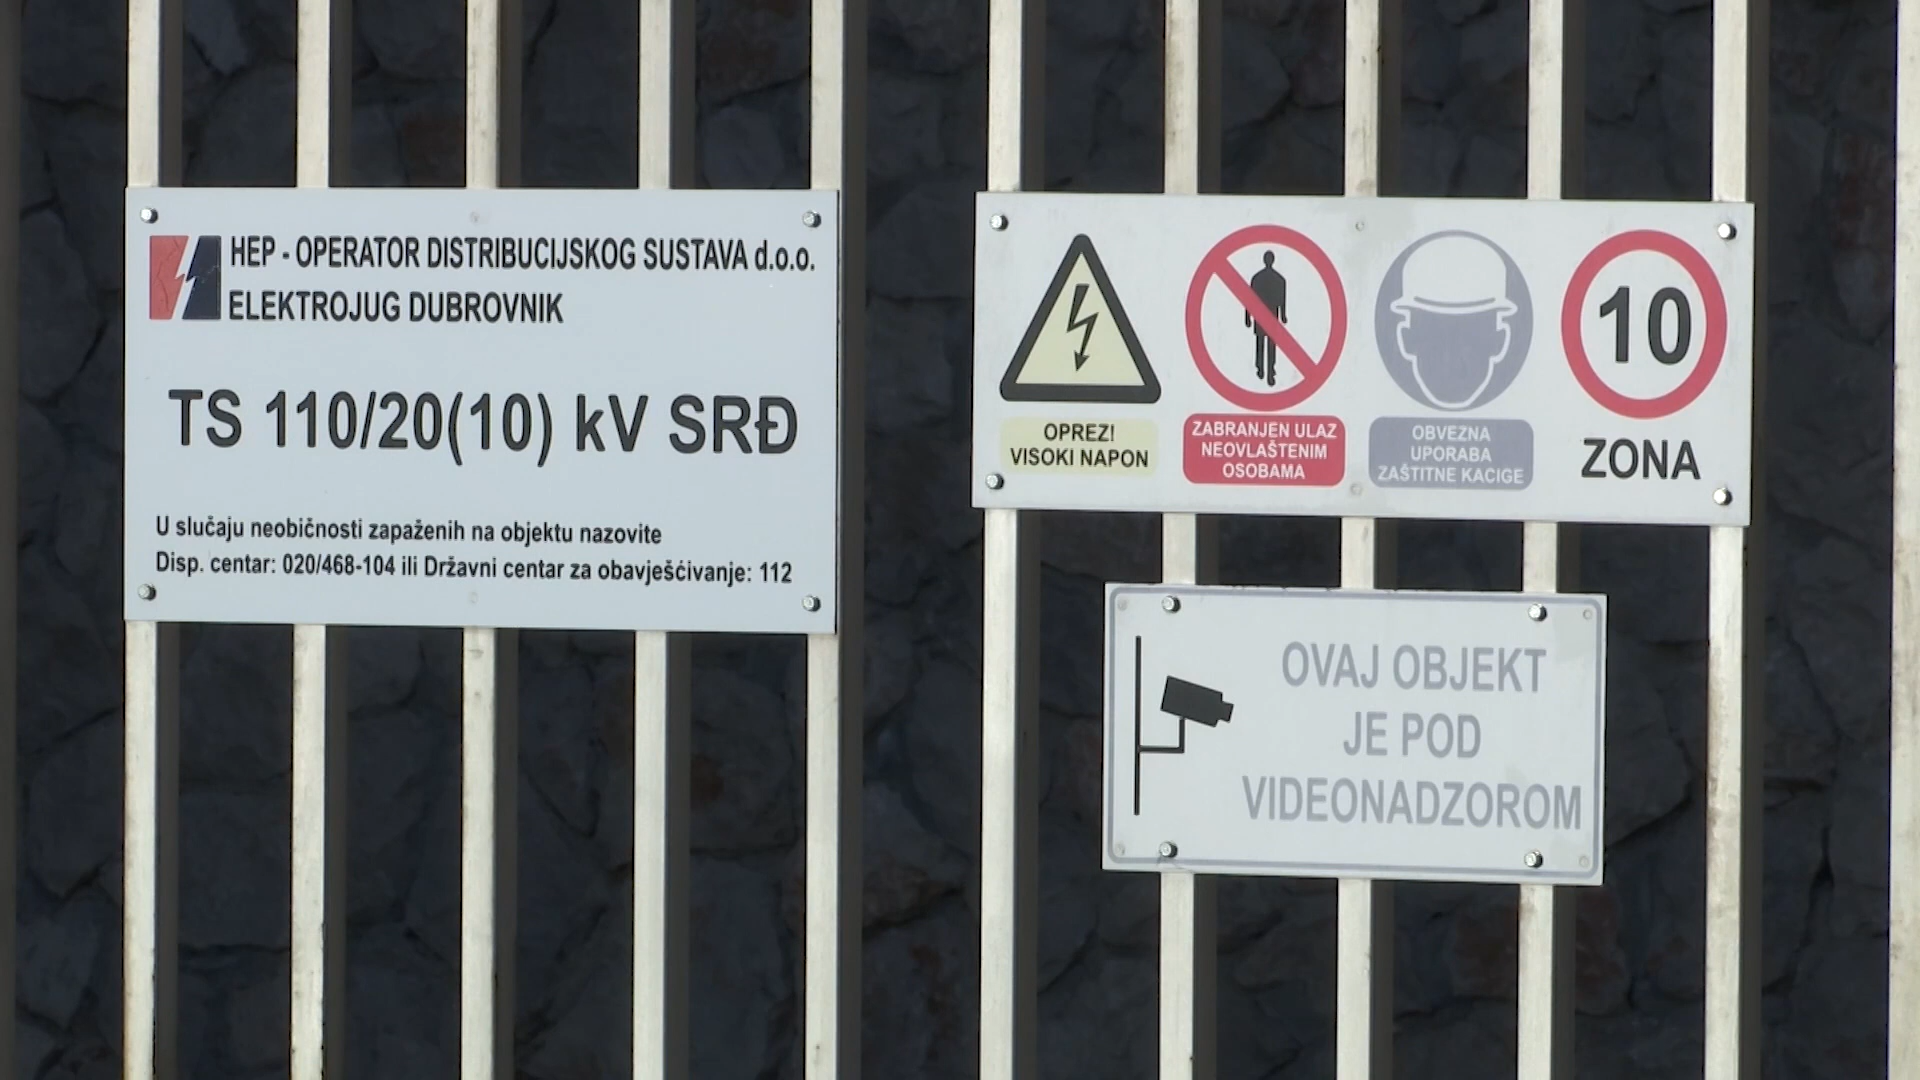 HEP - OPERATOR DISTRIBUCIJSKOG SUSTAVA d.o.o.
ELEKTROJUG DUBROVNIK
TS 110/20(10) kV SRĐ
U slučaju neobičnosti zapaženih na objektu nazovite
Disp. centar: 020/468-104 ili Državni centar za obavješćivanje: 112
OPREZ!
VISOKI NAPON
ZABRANJEN ULAZ
NEOVLAŠTENIM
OSOBAMA
OBVEZNA
UPORABA
ZAŠTITNE KACIGE
10
ZONA
OVAJ OBJEKT
JE POD
VIDEONADZOROM